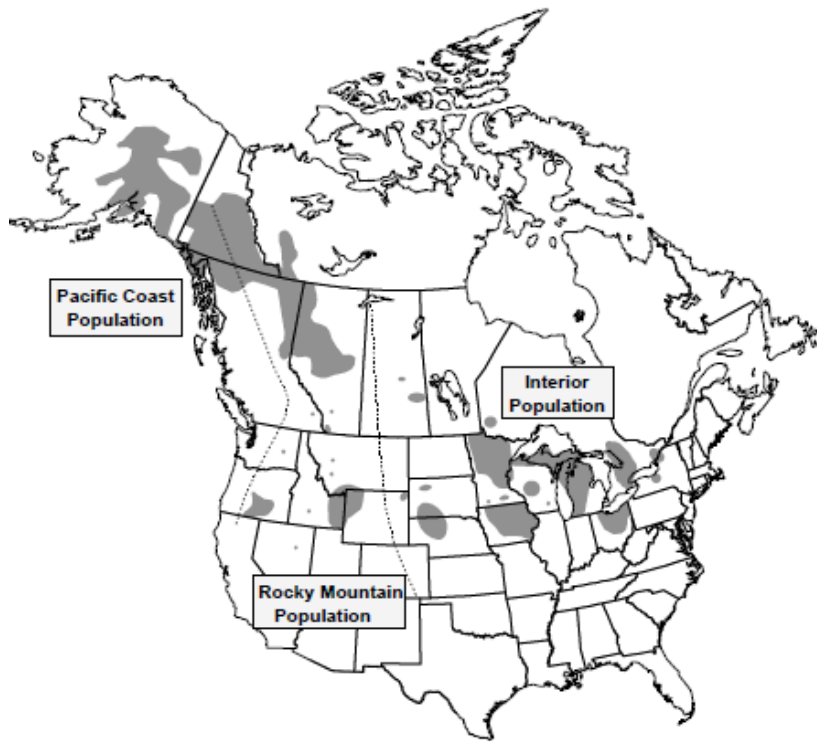 Pacific Coast
Population
Interior
Population
Rocky Mountain
Population